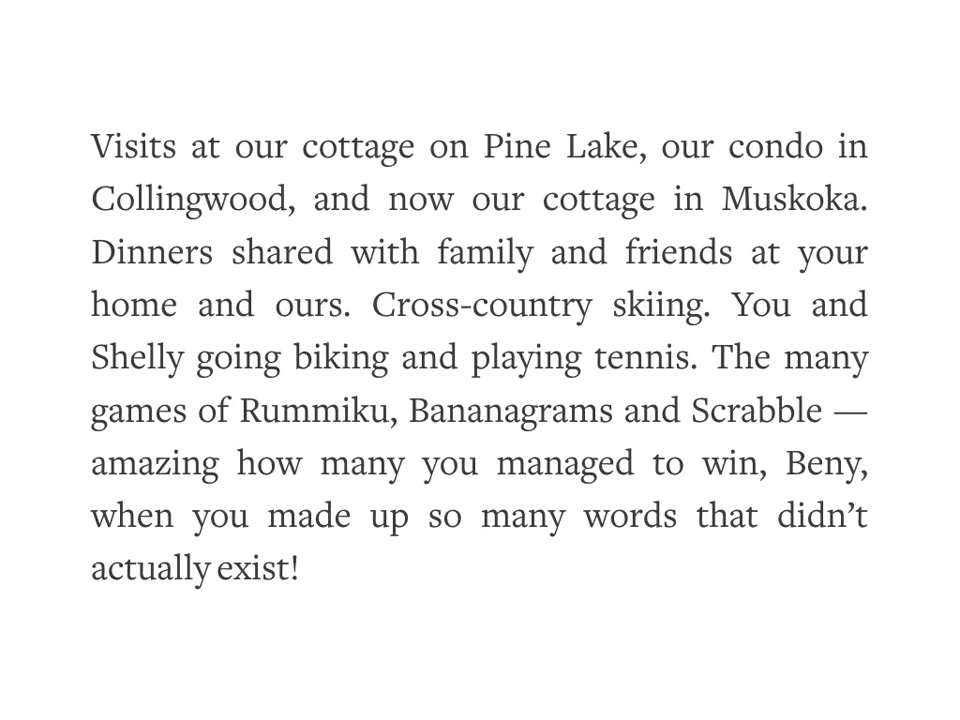 Visits at our cottage on Pine Lake, our condo in
Collingwood, and now our cottage in Muskoka.
Dinners shared with family and friends at your
home and ours. Cross-country skiing. You and
Shelly going biking and playing tennis. The many
games of Rummiku, Bananagrams and Scrabble —
amazing how many you managed to win, Beny,
when you made up so many words that didn’t
actually exist!